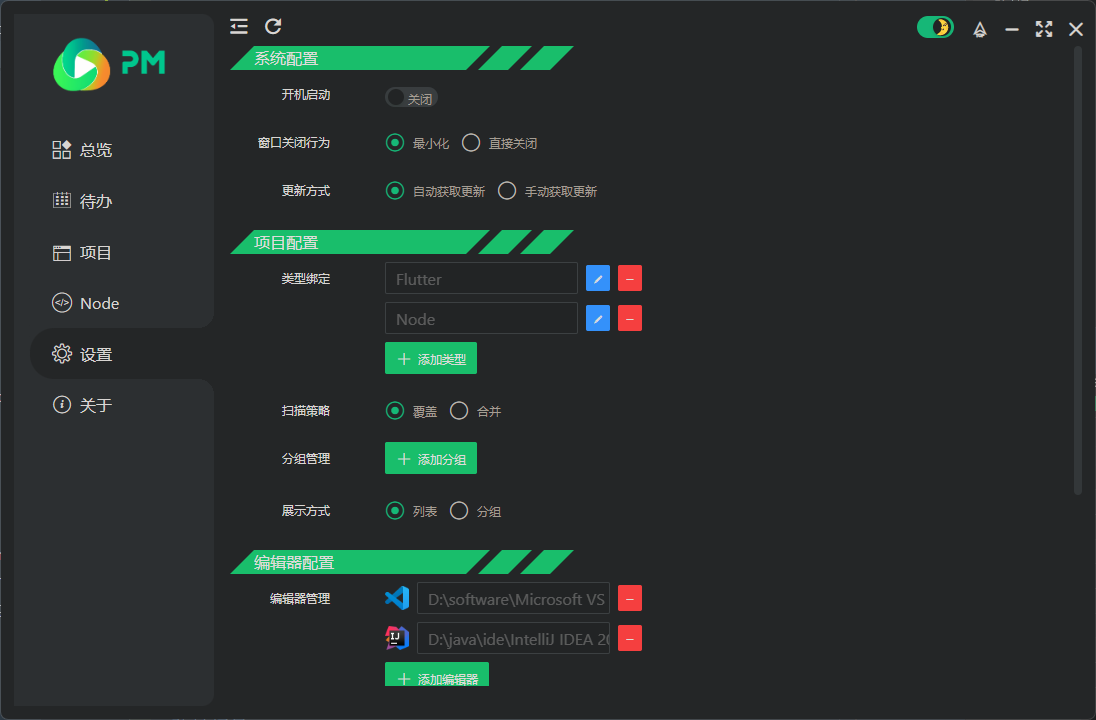 PM
总览
待办
项目
Node
设置
关于
系统配置
开机启动 关闭
窗口关闭行为 最小化 直接关闭
更新方式 自动获取更新 手动获取更新
项目配置
类型绑定 Flutter
Node
添加类型
扫描策略 覆盖 合并
分组管理 添加分组
展示方式 列表 分组
编辑器配置
编辑器管理 D:\software\Microsoft VS
D:\java\ide\IntelliJ IDEA 20
添加编辑器